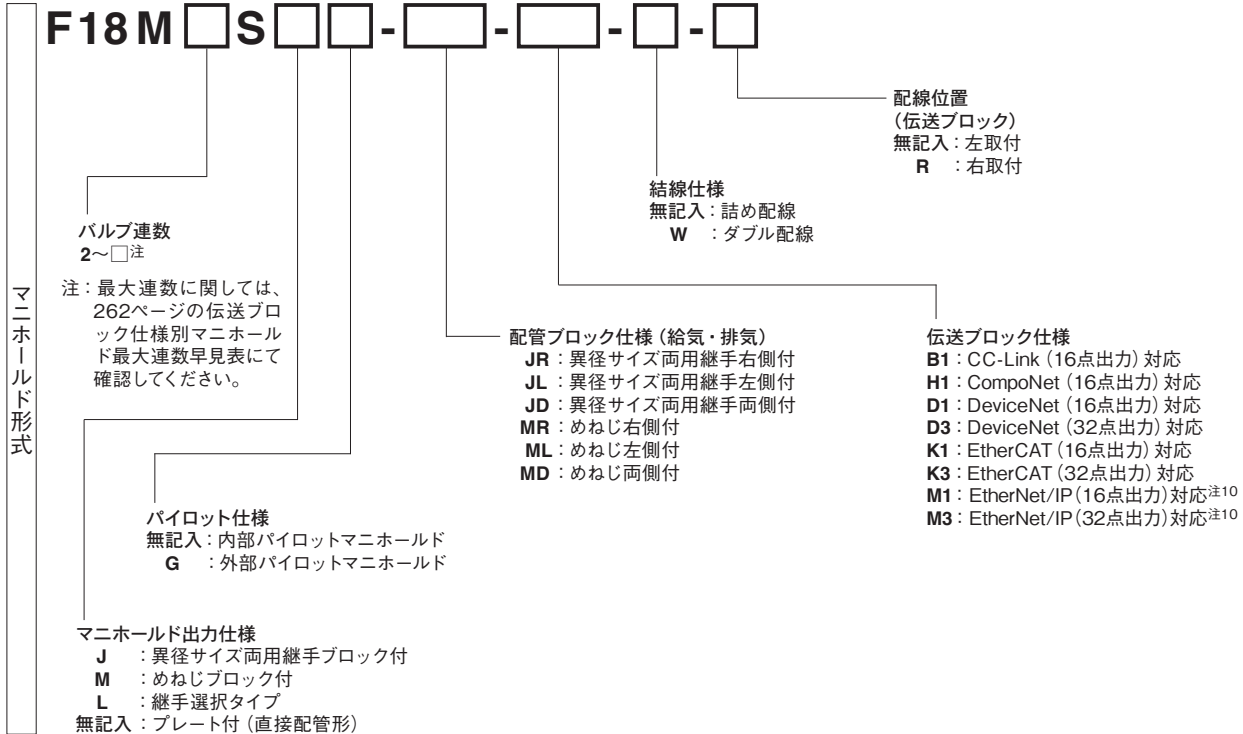 F18M□S□□-□-□-□-□
マニホールド形式
配線位置
(伝送ブロック)
無記入：左取付
R ：右取付
結線仕様
無記入：詰め配線
W ：ダブル配線
バルブ連数
2〜□注
注：最大連数に関しては、
262ページの伝送ブロ
ック仕様別マニホール
ド最大連数早見表にて
確認してください。
配管ブロック仕様（給気・排気）
JR：異径サイズ両用継手右側付
JL：異径サイズ両用継手左側付
JD：異径サイズ両用継手両側付
MR：めねじ右側付
ML：めねじ左側付
MD：めねじ両側付
伝送ブロック仕様
B1：CC-Link（16点出力）対応
H1：CompoNet（16点出力）対応
D1：DeviceNet（16点出力）対応
D3：DeviceNet（32点出力）対応
K1：EtherCAT（16点出力）対応
K3：EtherCAT（32点出力）対応
M1：EtherNet/IP（16点出力）対応注10
M3：EtherNet/IP（32点出力）対応注10
パイロット仕様
無記入：内部パイロットマニホールド
G ：外部パイロットマニホールド
マニホールド出力仕様
J ：異径サイズ両用継手ブロック付
M ：めねじブロック付
L ：継手選択タイプ
無記入：プレート付（直接配管形）